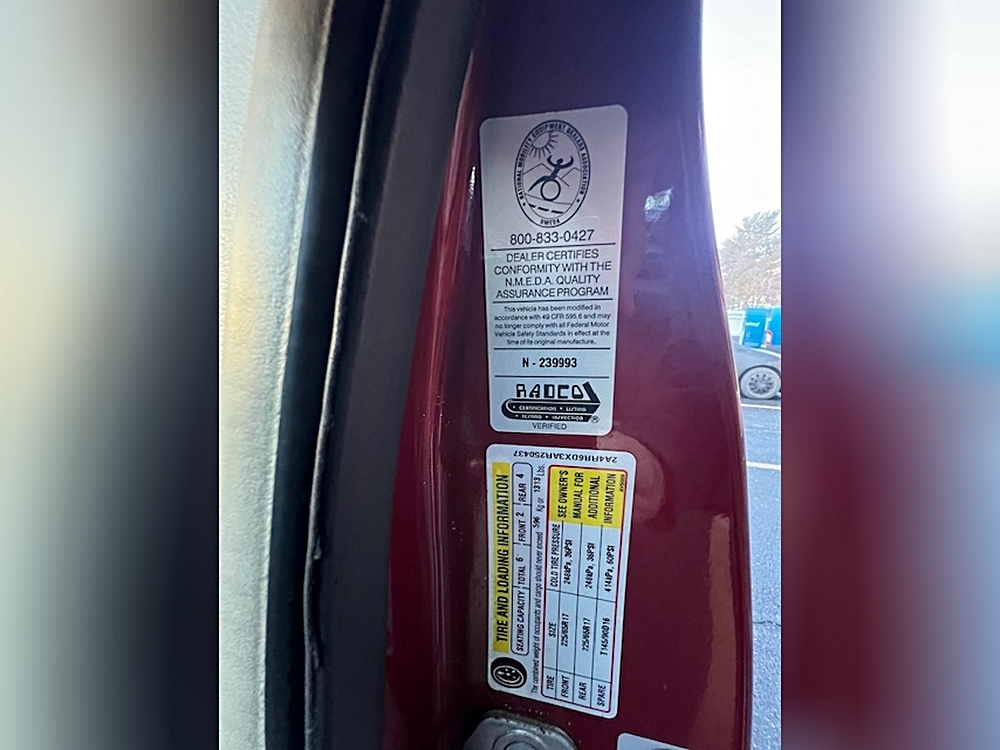 NATIONAL MOBILITY EQUIPMENT DEALERS ASSOCIATION
NMEDA
800-833-0427
DEALER CERTIFIES
CONFORMITY WITH THE
N.M.E.D.A. QUALITY
ASSURANCE PROGRAM
This vehicle has been modified in
accordance with 49 CFR 595.6 and may
no longer comply with all Federal Motor
Vehicle Safety Standards in effect at the
time of its original manufacture.
N - 239993
RADCO
CERTIFICATION • LISTING
TESTING • INSPECTION ®
VERIFIED
2A4RR6DX3AR250437
TIRE AND LOADING INFORMATION
SEATING CAPACITY TOTAL 6 FRONT 2 REAR 4
The combined weight of occupants and cargo should never exceed 596 Kg or 1313 Lbs.
TIRE SIZE COLD TIRE PRESSURE SEE OWNER'S
FRONT 225/65R17 248kPa, 36PSI MANUAL FOR
REAR 225/65R17 248kPa, 36PSI ADDITIONAL
SPARE T145/90D16 414kPa, 60PSI INFORMATION